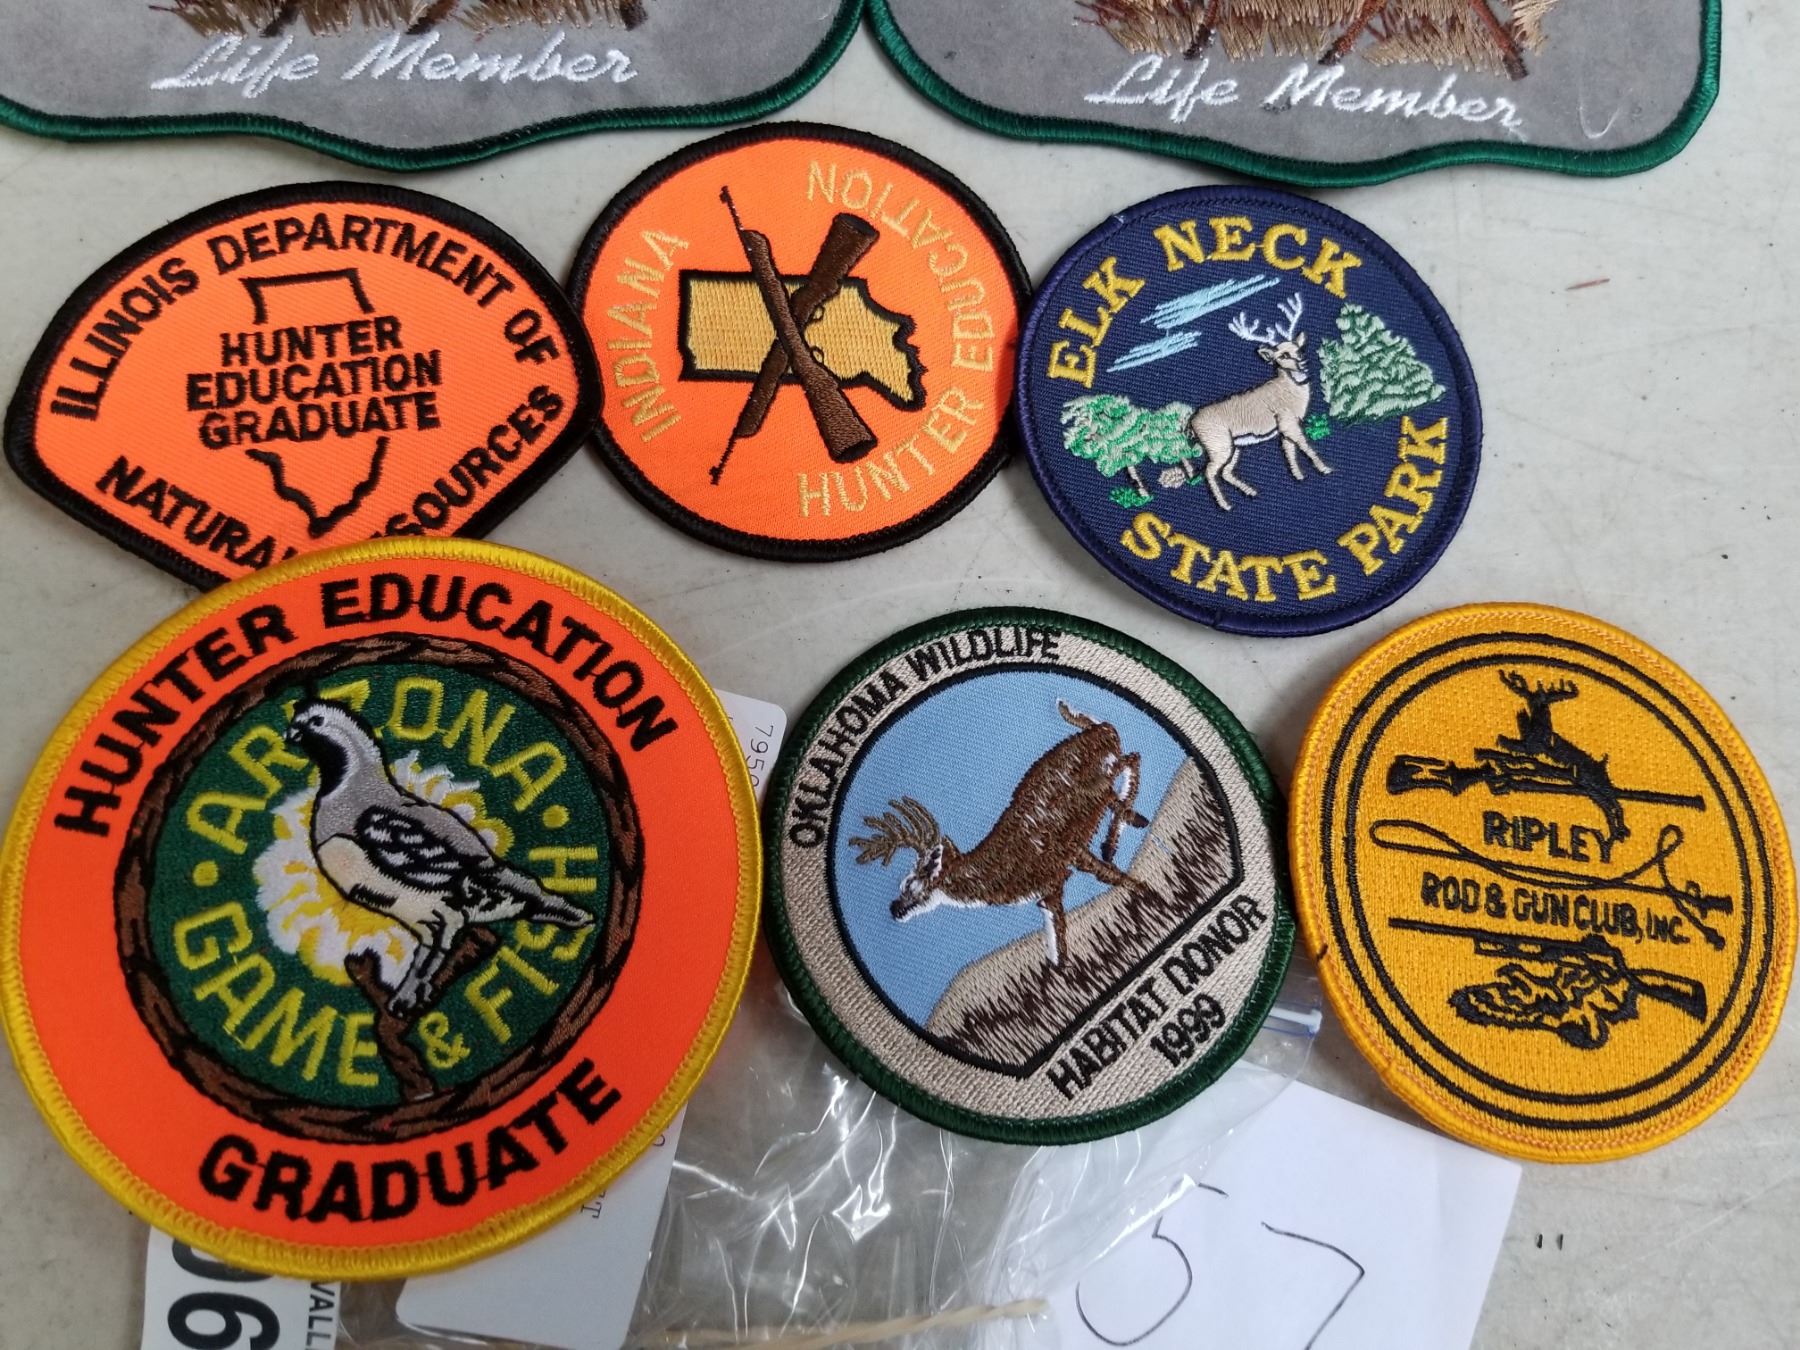 Life Member
Life Member
ILLINOIS DEPARTMENT OF
NATURAL RESOURCES
HUNTER
EDUCATION
GRADUATE
INDIANA
HUNTER EDUCATION
ELK NECK
STATE PARK
HUNTER EDUCATION
ARIZONA
GAME & FISH
GRADUATE
OKLAHOMA WILDLIFE
HABITAT DONOR
1999
RIPLEY
ROD & GUN CLUB, INC.
795